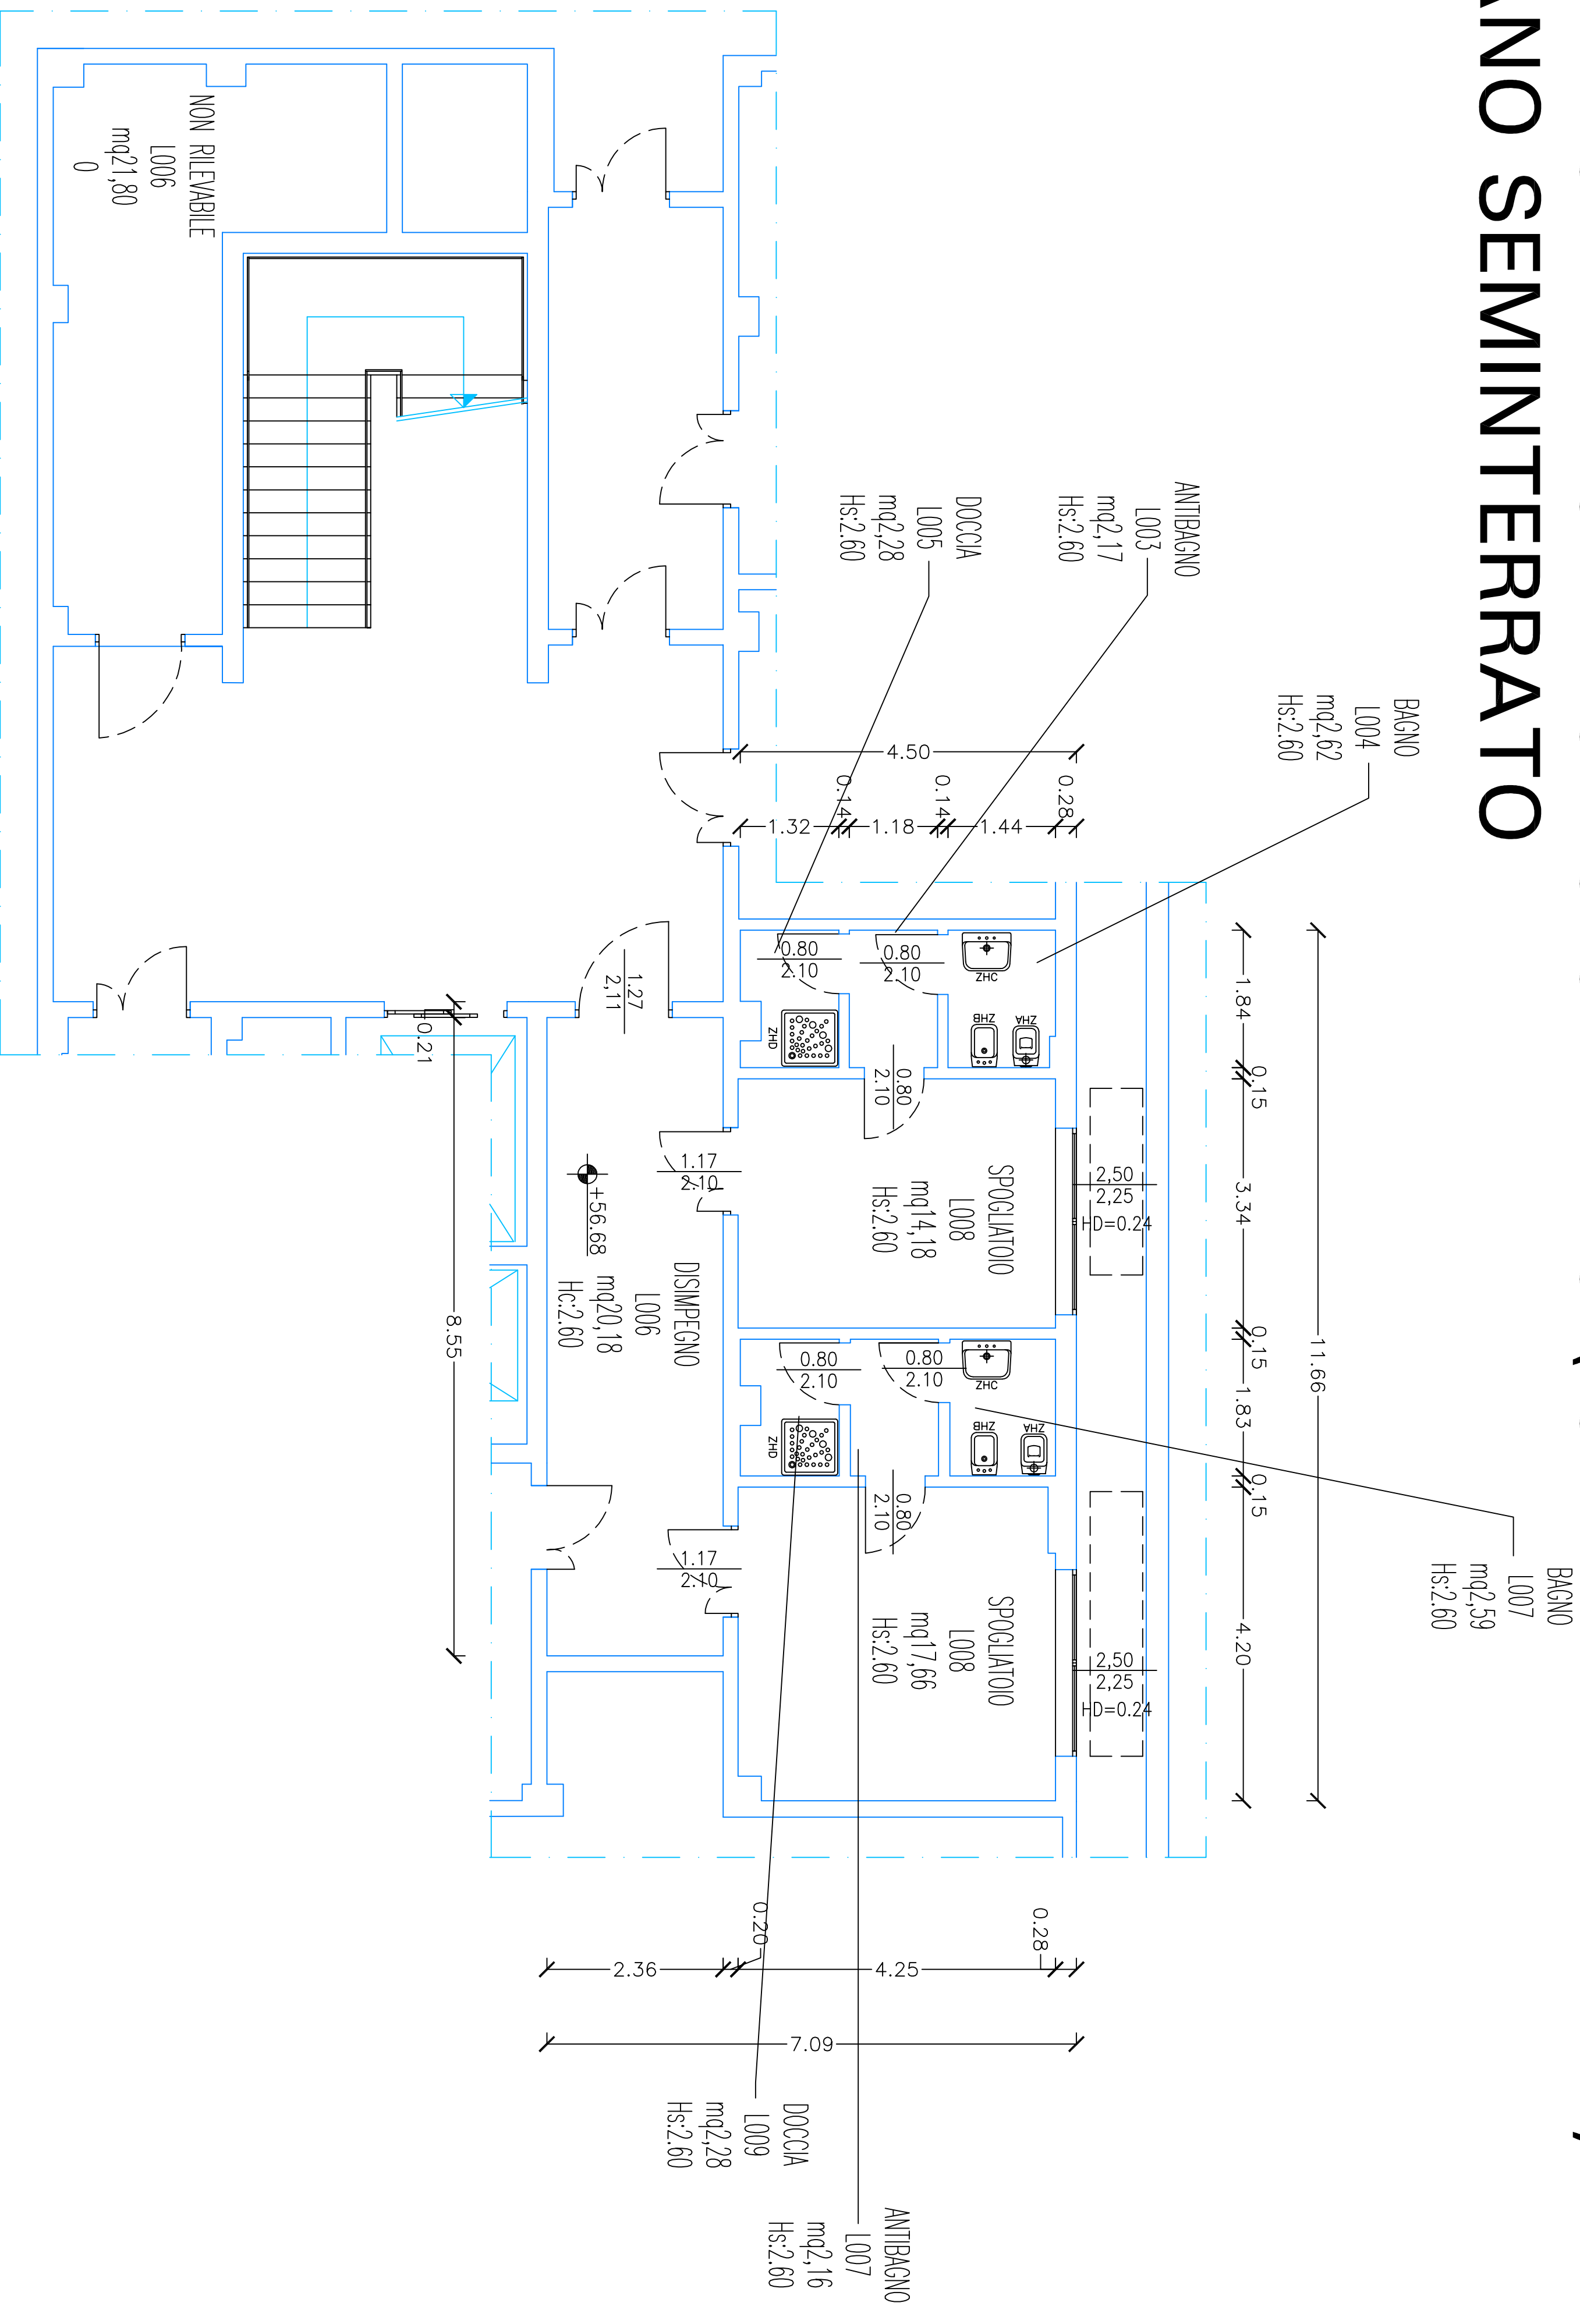 ANO SEMINTERRATO
BAGNO
L004
mq2,62
Hs:2.60
ANTIBAGNO
L003
mq2,17
Hs:2.60
DOCCIA
L005
mq2,28
Hs:2.60
NON RILEVABILE
L006
mq21,80
0
BAGNO
L007
mq2,59
Hs:2.60
SPOGLIATOIO
L008
mq14,18
Hs:2.60
SPOGLIATOIO
L008
mq17,66
Hs:2.60
DISIMPEGNO
L006
mq20,18
Hc:2.60
+56.68
DOCCIA
L009
mq2,28
Hs:2.60
ANTIBAGNO
L007
mq2,16
Hs:2.60
11.66
1.84
0.15
3.34
0.15
1.83
0.15
4.20
4.50
0.28
1.44
0.14
1.18
0.14
1.32
2,50
2,25
HD=0.24
2,50
2,25
HD=0.24
0.80
2.10
0.80
2.10
0.80
2.10
0.80
2.10
0.80
2.10
0.80
2.10
ZHC
ZHB
ZHA
ZHD
ZHC
ZHB
ZHA
ZHD
1.27
2,11
1.17
2.10
1.17
2.10
0.21
8.55
0.28
4.25
0.20
2.36
7.09